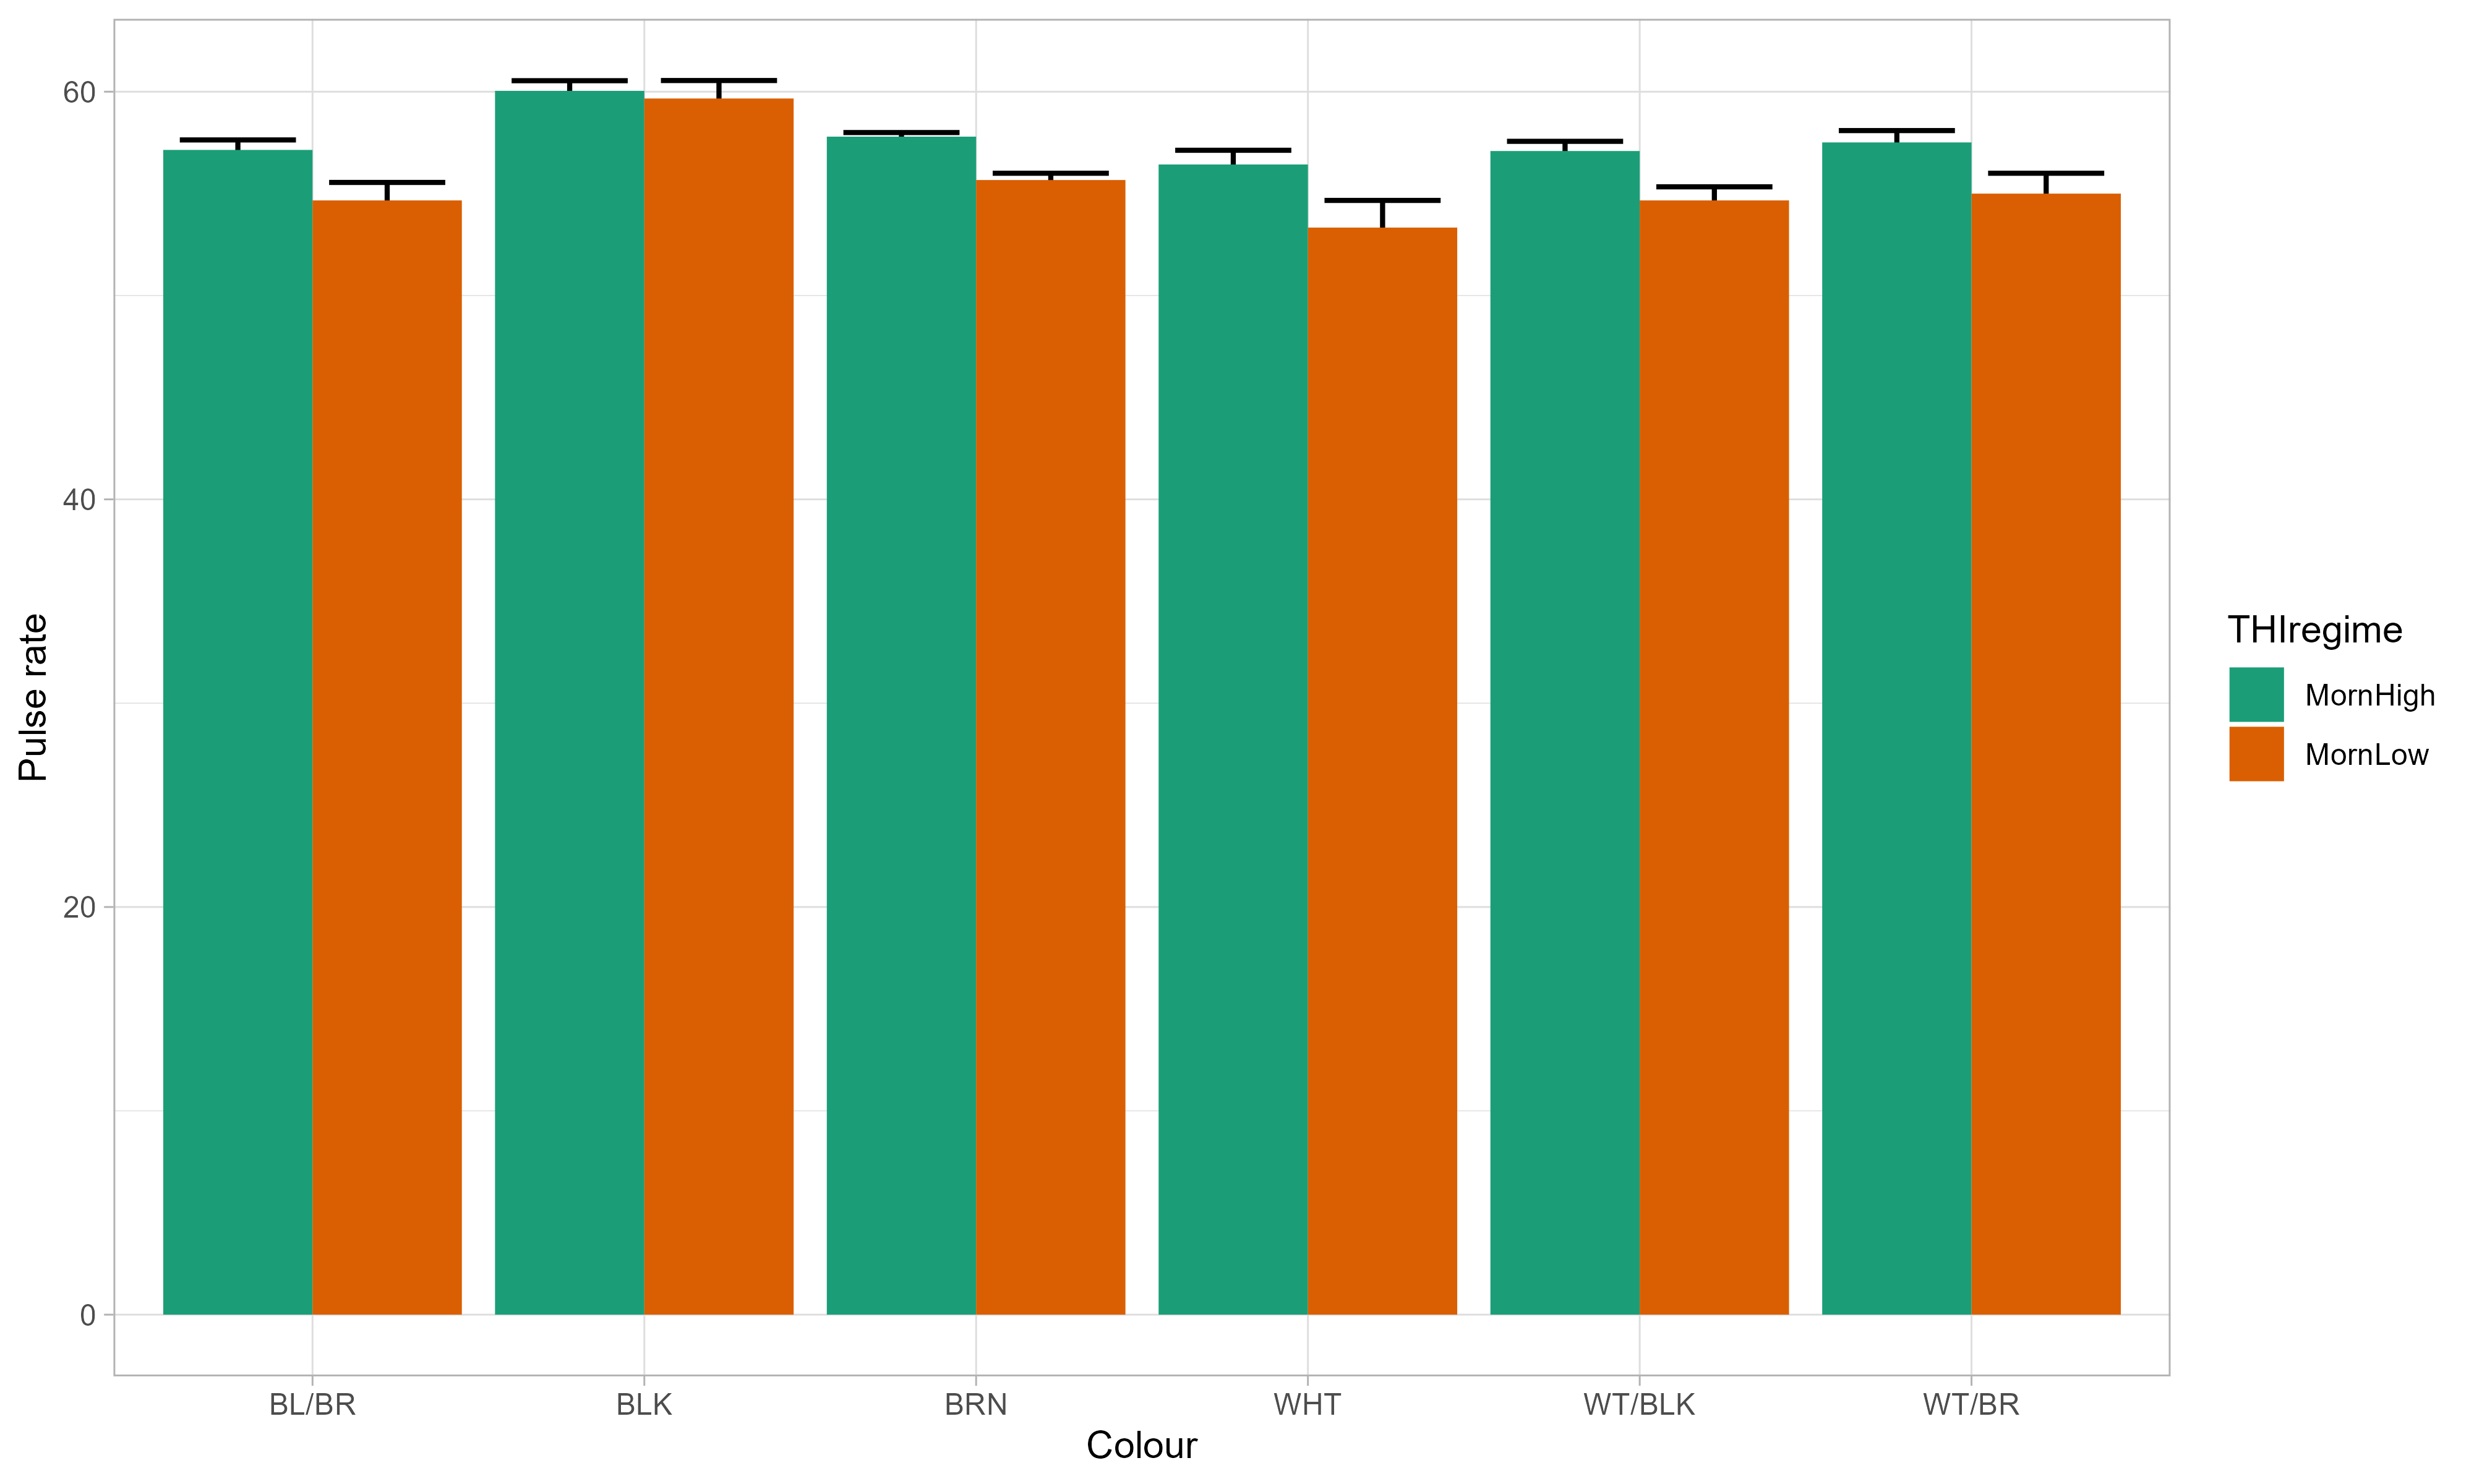 60
40
20
0
Pulse rate
BL/BR
BLK
BRN
WHT
WT/BLK
WT/BR
Colour
THIregime
MornHigh
MornLow